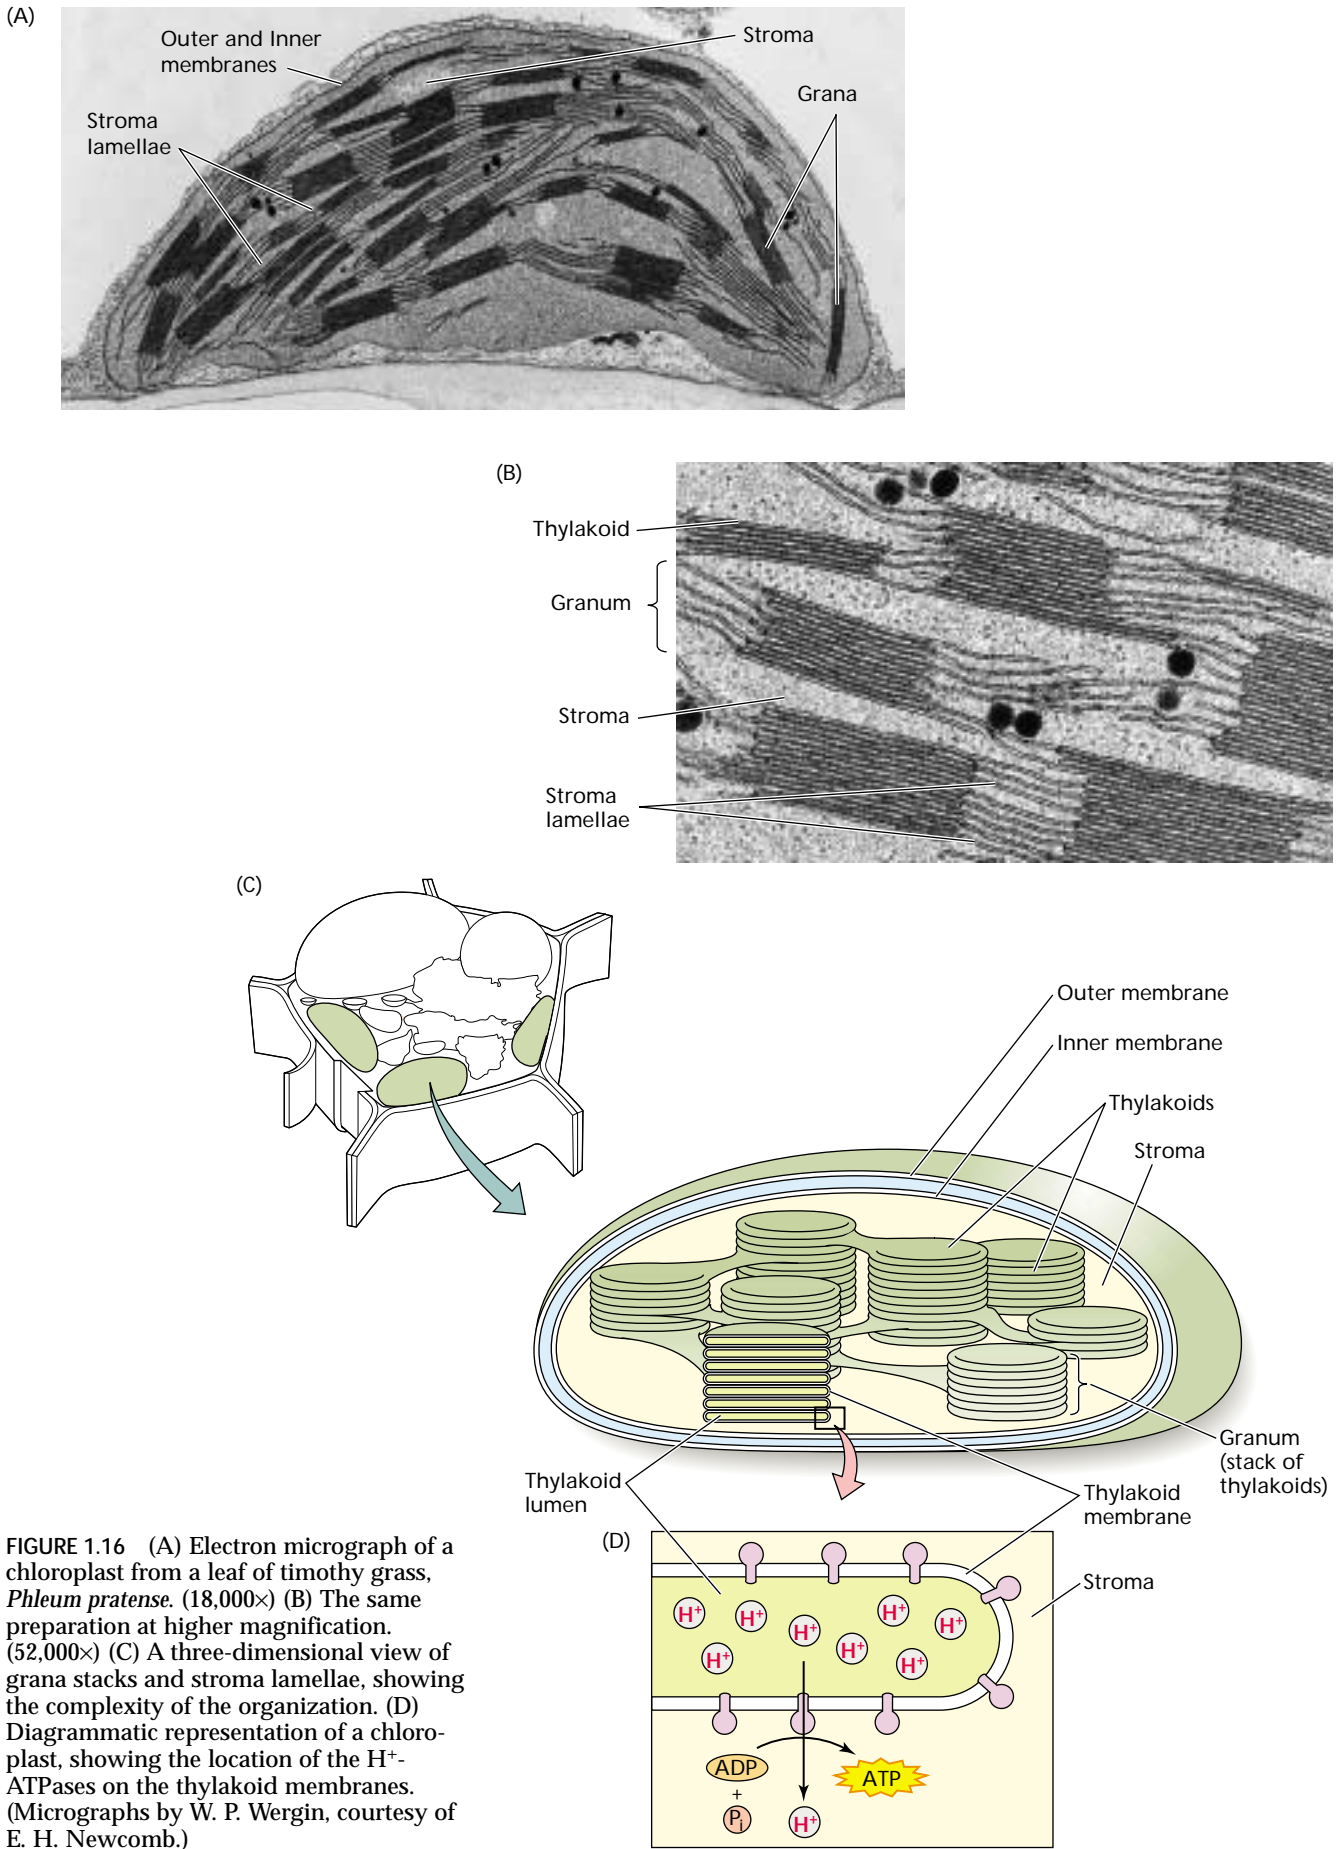 (A)
Outer and Inner
membranes
Stroma
Grana
Stroma
lamellae
(B)
Thylakoid
Granum
Stroma
Stroma
lamellae
(C)
Outer membrane
Inner membrane
Thylakoids
Stroma
Granum
(stack of
thylakoids)
Thylakoid
lumen
Thylakoid
membrane
(D)
Stroma
H+
H+
H+
H+
H+
H+
H+
H+
ADP
+
Pi
ATP
H+
FIGURE 1.16 (A) Electron micrograph of a
chloroplast from a leaf of timothy grass,
Phleum pratense. (18,000×) (B) The same
preparation at higher magnification.
(52,000×) (C) A three-dimensional view of
grana stacks and stroma lamellae, showing
the complexity of the organization. (D)
Diagrammatic representation of a chloro-
plast, showing the location of the H+-
ATPases on the thylakoid membranes.
(Micrographs by W. P. Wergin, courtesy of
E. H. Newcomb.)